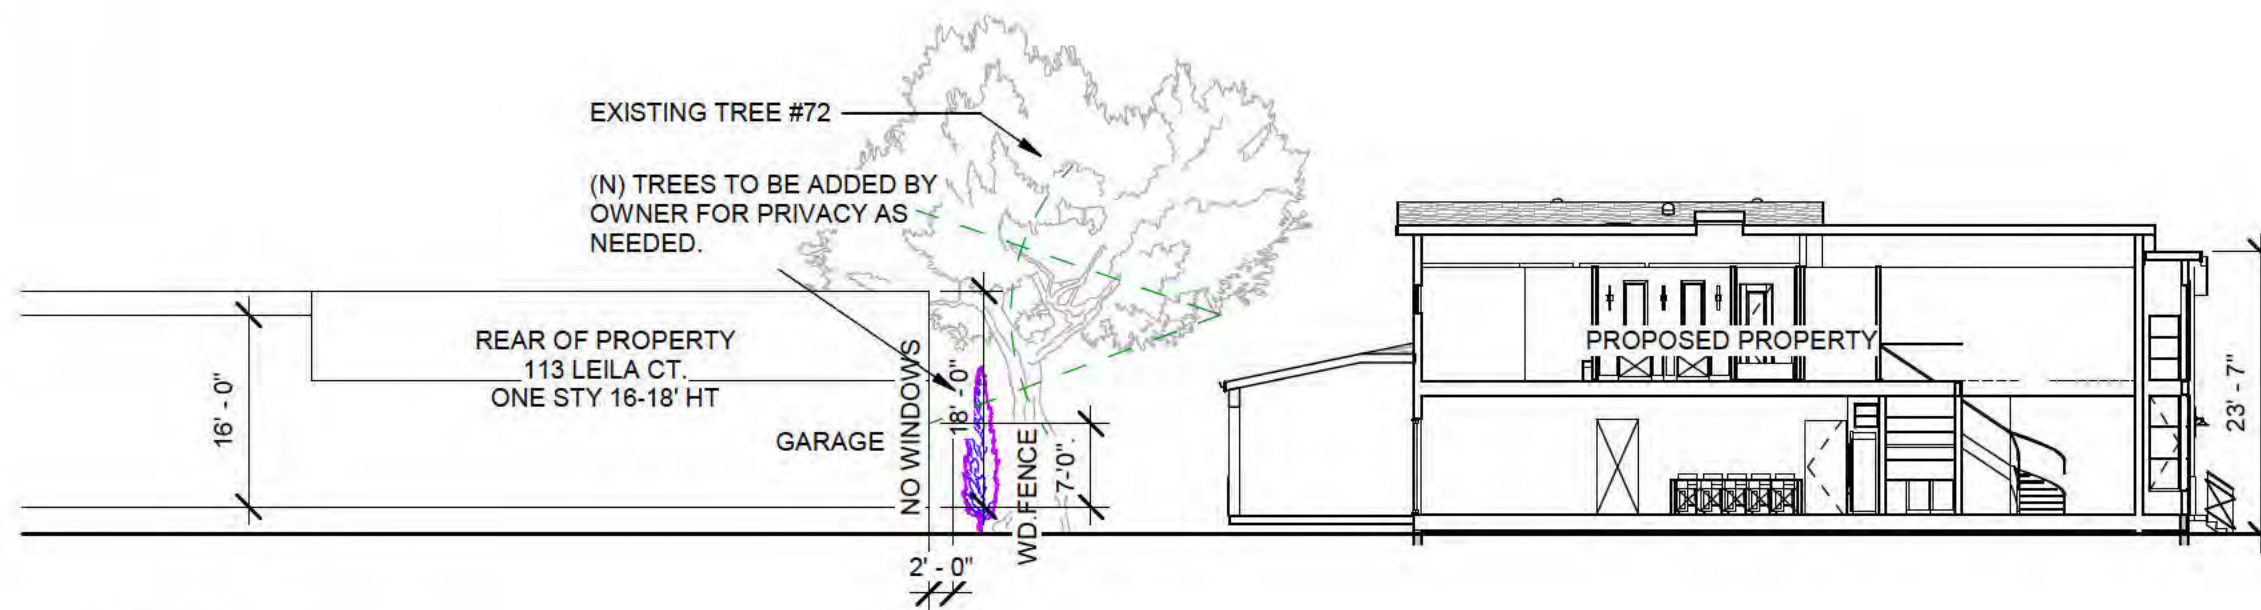 EXISTING TREE #72
(N) TREES TO BE ADDED BY
OWNER FOR PRIVACY AS
NEEDED.
REAR OF PROPERTY
113 LEILA CT.
ONE STY 16-18' HT
16' - 0"
GARAGE
NO WINDOWS
18' - 0"
WD.FENCE
7-'0".
2' - 0"
PROPOSED PROPERTY
23' - 7"